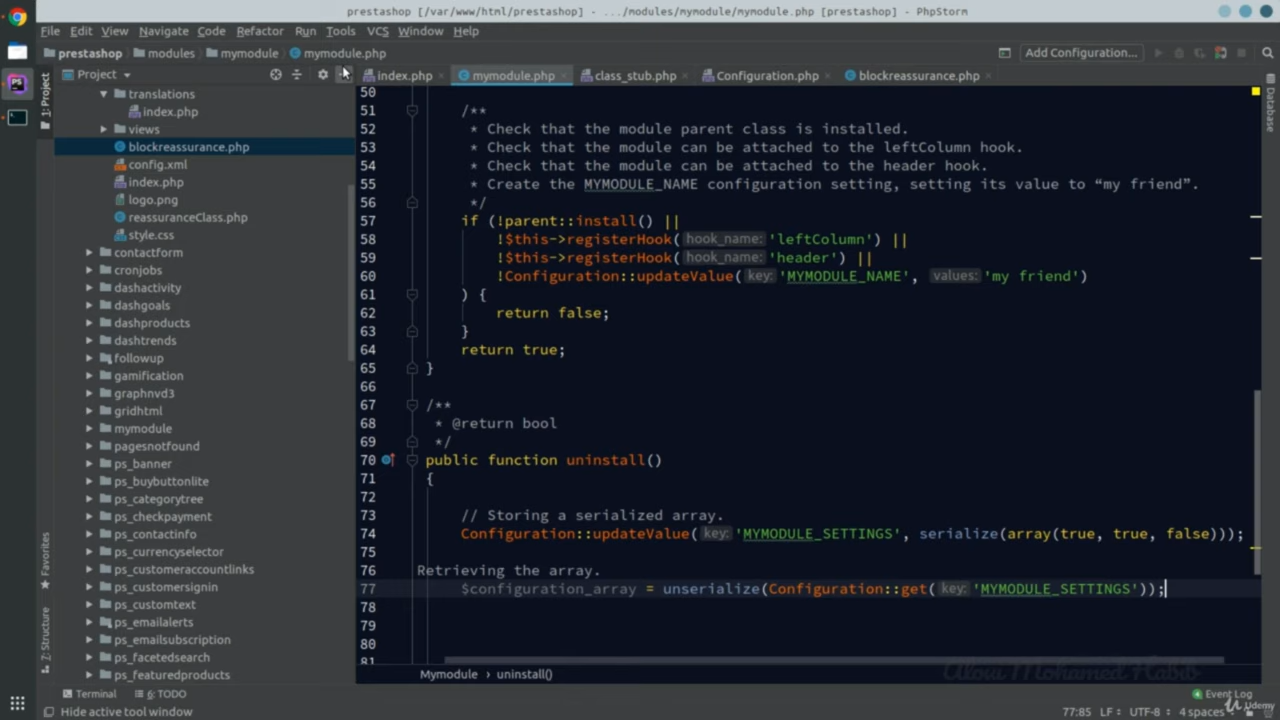 prestashop [/var/www/html/prestashop] - .../modules/mymodule/mymodule.php [prestashop] - PhpStorm
File Edit View Navigate Code Refactor Run Tools VCS Window Help
prestashop modules mymodule mymodule.php Add Configuration...
Project index.php mymodule.php class_stub.php Configuration.php blockreassurance.php
1: Project
Database
translations
index.php
views
blockreassurance.php
config.xml
index.php
logo.png
reassuranceClass.php
style.css
contactform
cronjobs
dashactivity
dashgoals
dashproducts
dashtrends
followup
gamification
graphnvd3
gridhtml
mymodule
pagesnotfound
ps_banner
ps_buybuttonlite
ps_categorytree
ps_checkpayment
ps_contactinfo
ps_currencyselector
ps_customeraccountlinks
ps_customersignin
ps_customtext
ps_emailalerts
ps_emailsubscription
ps_facetedsearch
ps_featuredproducts
Favorites
7: Structure
50
51 /**
52 * Check that the module parent class is installed.
53 * Check that the module can be attached to the leftColumn hook.
54 * Check that the module can be attached to the header hook.
55 * Create the MYMODULE_NAME configuration setting, setting its value to “my friend”.
56 */
57 if (!parent::install() ||
58 !$this->registerHook( hook_name: 'leftColumn') ||
59 !$this->registerHook( hook_name: 'header') ||
60 !Configuration::updateValue( key: 'MYMODULE_NAME', values: 'my friend')
61 ) {
62 return false;
63 }
64 return true;
65 }
66
67 /**
68 * @return bool
69 */
70 public function uninstall()
71 {
72
73 // Storing a serialized array.
74 Configuration::updateValue( key: 'MYMODULE_SETTINGS', serialize(array(true, true, false)));
75
76 Retrieving the array.
77 $configuration_array = unserialize(Configuration::get( key: 'MYMODULE_SETTINGS'));
78
79
80
81
Aloui Mohamed Habib
Mymodule › uninstall()
Terminal 6: TODO 4 Event Log
Hide active tool window 77:85 LF UTF-8 4 spaces
Udemy
PS